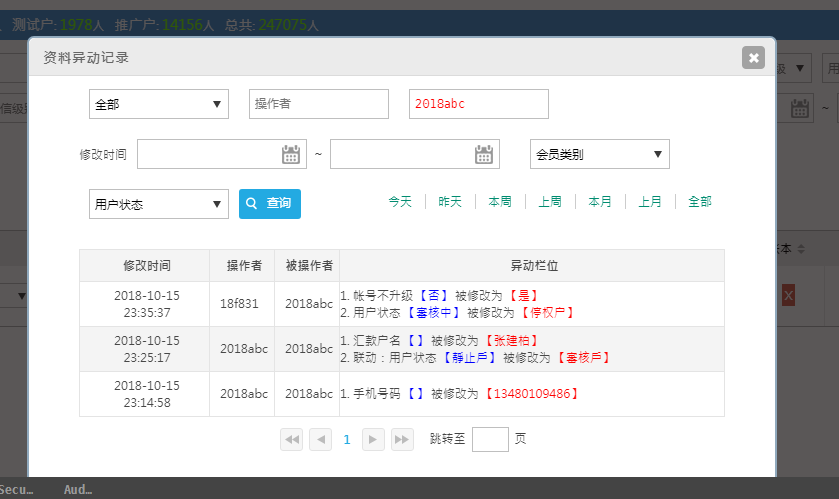 测试户: 1978人 推广户: 14156人 总共: 247075人
资料异动记录
全部 操作者 2018abc
修改时间 ~ 会员类别
用户状态 查询 今天 昨天 本周 上周 本月 上月 全部
修改时间 操作者 被操作者 异动栏位
2018-10-15
23:35:37
18f831 2018abc
1. 帐号不升级【否】被修改为【是】
2. 用户状态【審核中】被修改为【停权户】
2018-10-15
23:25:17
2018abc 2018abc
1. 汇款户名【】被修改为【张建柏】
2. 联动：用户状态【靜止戶】被修改为【審核戶】
2018-10-15
23:14:58
2018abc 2018abc
1. 手机号码【】被修改为【13480109486】
1 跳转至 页
Secu… Aud…